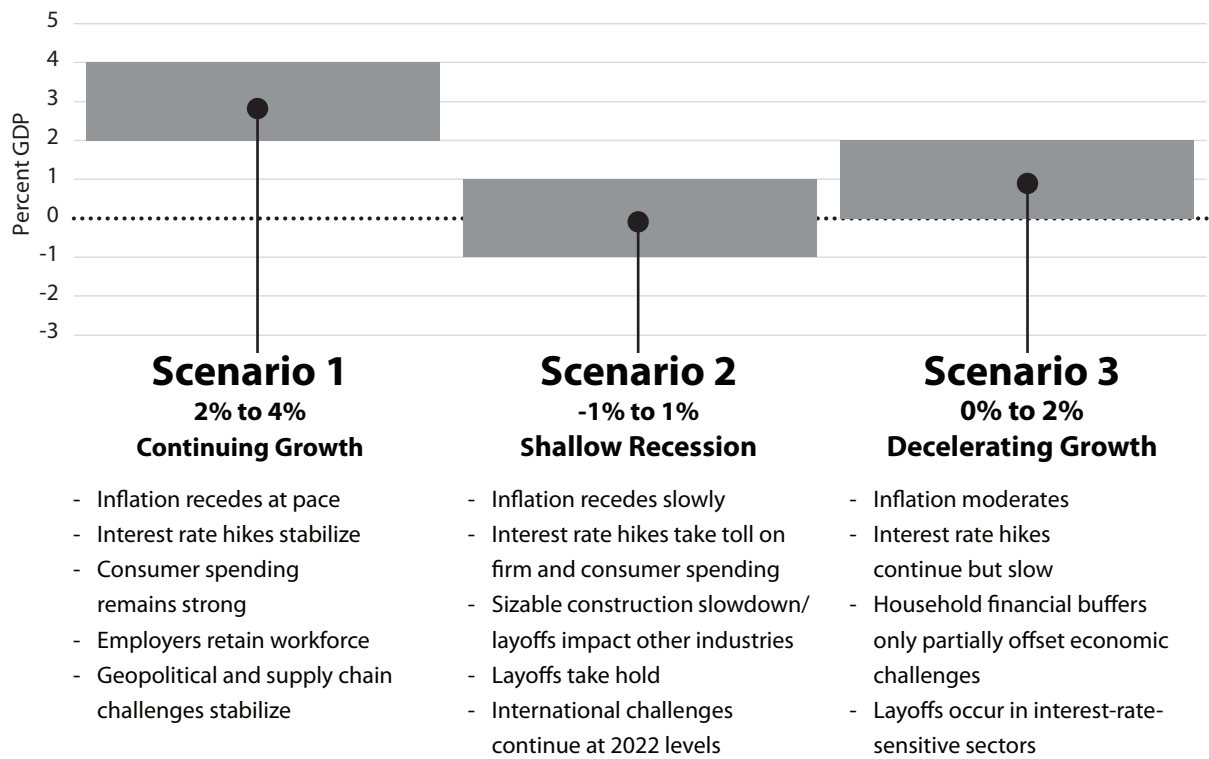 5
4
3
2
1
0
-1
-2
-3
Percent GDP
Scenario 1
2% to 4%
Continuing Growth
- Inflation recedes at pace
- Interest rate hikes stabilize
- Consumer spending
remains strong
- Employers retain workforce
- Geopolitical and supply chain
challenges stabilize
Scenario 2
-1% to 1%
Shallow Recession
- Inflation recedes slowly
- Interest rate hikes take toll on
firm and consumer spending
- Sizable construction slowdown/
layoffs impact other industries
- Layoffs take hold
- International challenges
continue at 2022 levels
Scenario 3
0% to 2%
Decelerating Growth
- Inflation moderates
- Interest rate hikes
continue but slow
- Household financial buffers
only partially offset economic
challenges
- Layoffs occur in interest-rate-
sensitive sectors